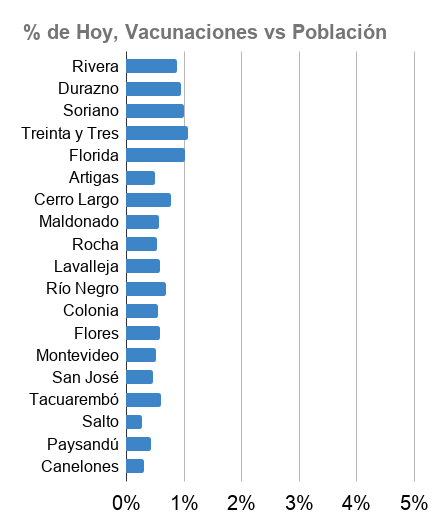 % de Hoy, Vacunaciones vs Población
Rivera
Durazno
Soriano
Treinta y Tres
Florida
Artigas
Cerro Largo
Maldonado
Rocha
Lavalleja
Río Negro
Colonia
Flores
Montevideo
San José
Tacuarembó
Salto
Paysandú
Canelones
0% 1% 2% 3% 4% 5%